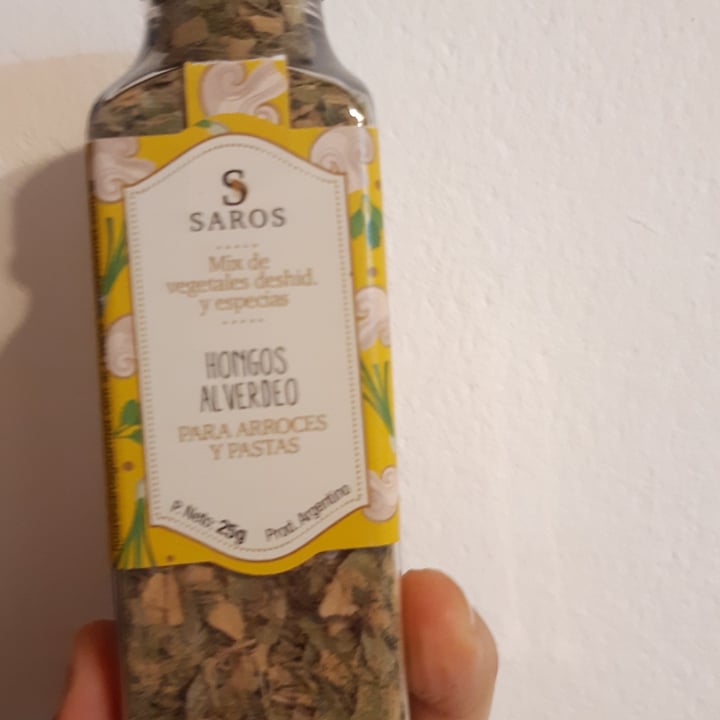 S
SAROS
Mix de
vegetales deshid.
y especias
HONGOS
AL VERDEO
PARA ARROCES
Y PASTAS
P. Neto: 25g Prod. Argentino